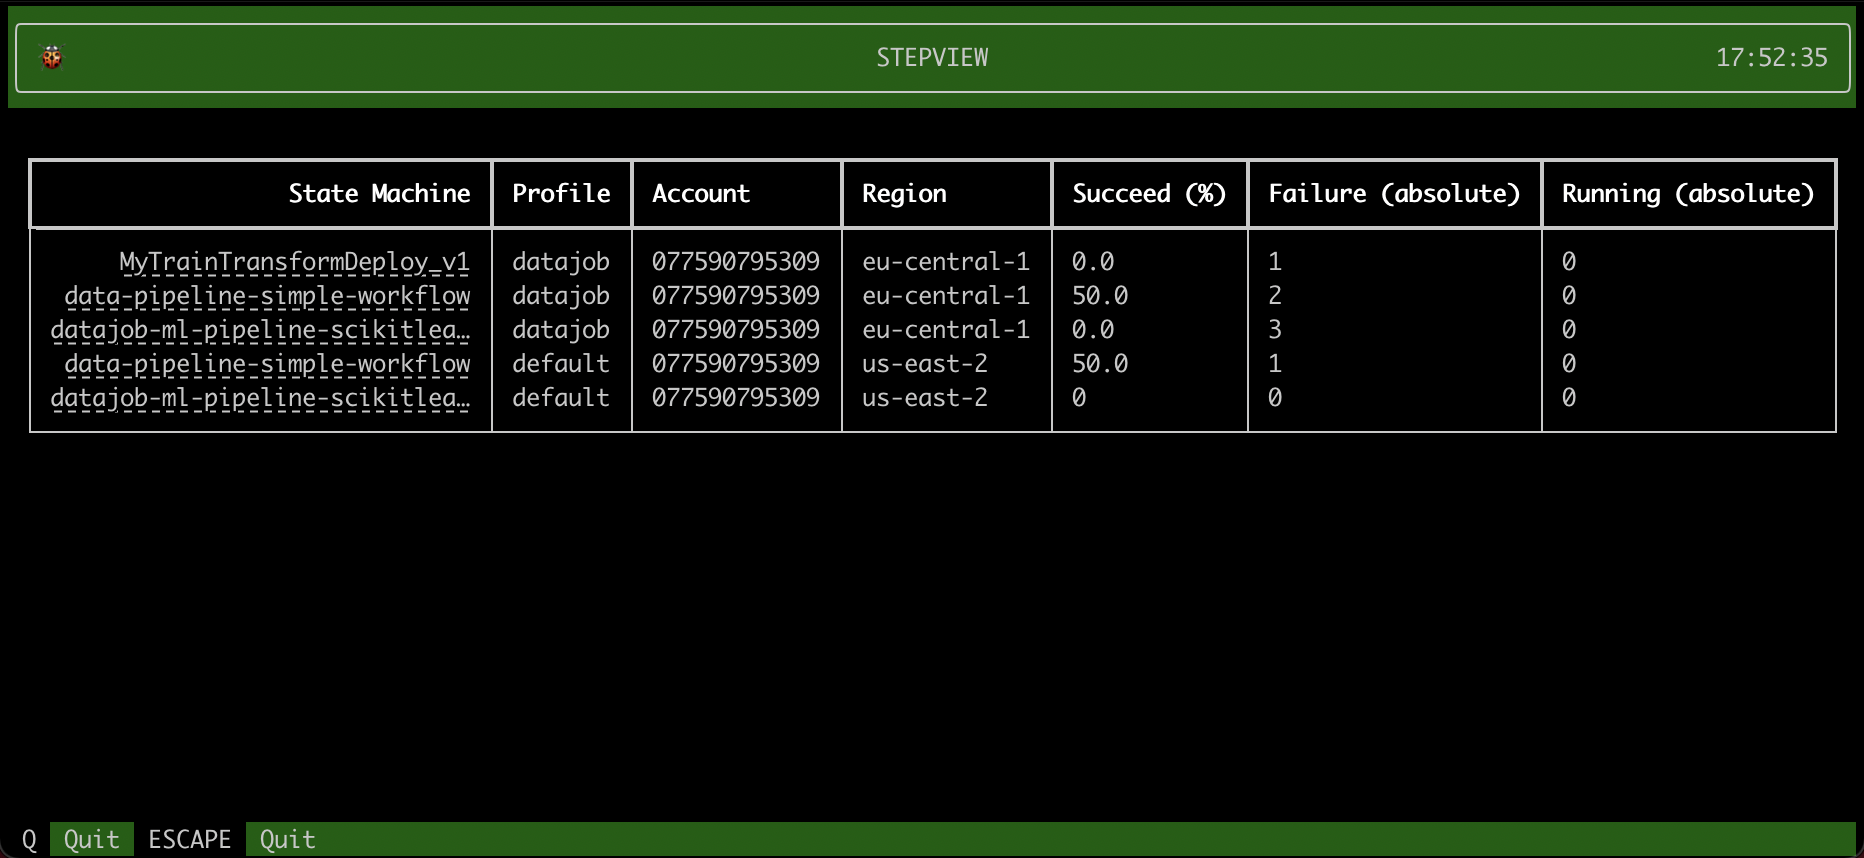 STEPVIEW 17:52:35
State Machine Profile Account Region Succeed (%) Failure (absolute) Running (absolute)
MyTrainTransformDeploy_v1 datajob 077590795309 eu-central-1 0.0 1 0
data-pipeline-simple-workflow datajob 077590795309 eu-central-1 50.0 2 0
datajob-ml-pipeline-scikitlea… datajob 077590795309 eu-central-1 0.0 3 0
data-pipeline-simple-workflow default 077590795309 us-east-2 50.0 1 0
datajob-ml-pipeline-scikitlea… default 077590795309 us-east-2 0 0 0
Q Quit ESCAPE Quit